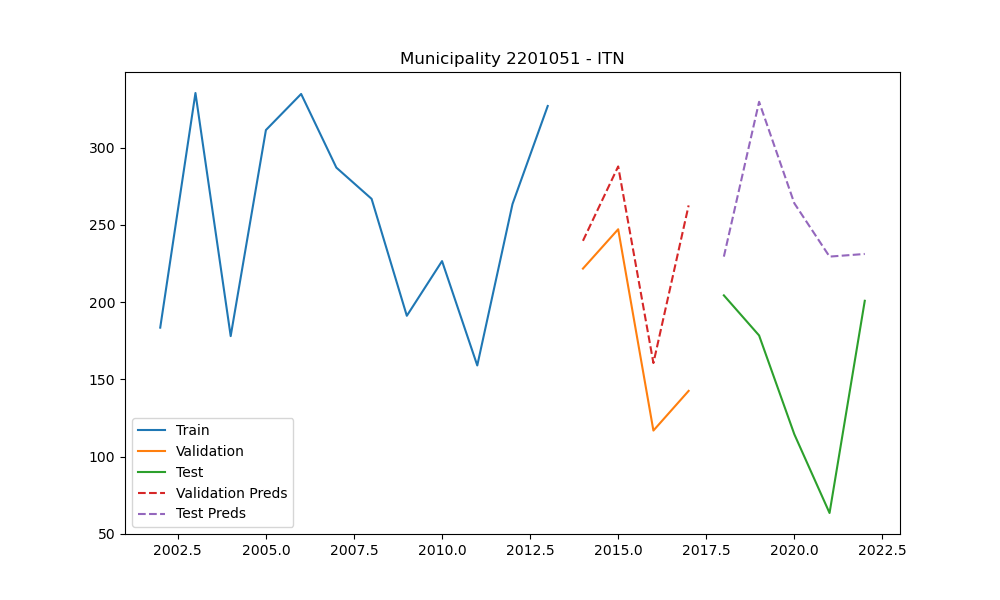 Municipality 2201051 - ITN
300
250
200
150
100
50
Train
Validation
Test
Validation Preds
Test Preds
2002.5 2005.0 2007.5 2010.0 2012.5 2015.0 2017.5 2020.0 2022.5